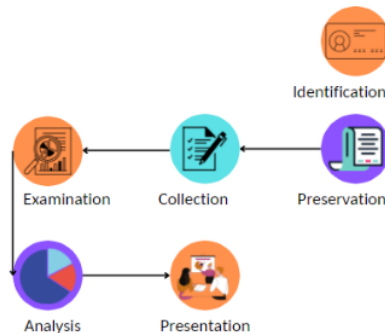 Identification
Examination
Collection
Preservation
Analysis
Presentation